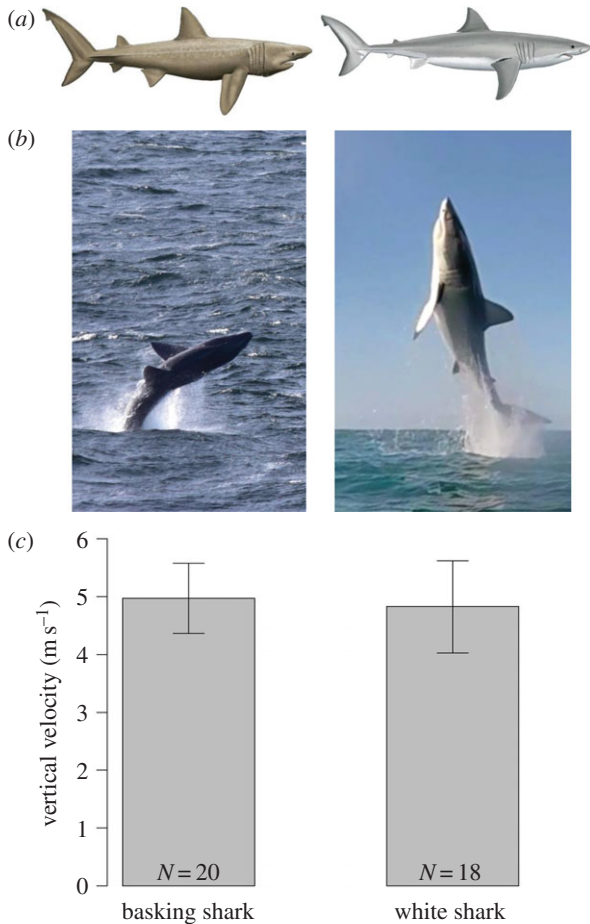 (a)
(b)
(c)
6
5
4
3
2
1
0
vertical velocity (m s⁻¹)
N = 20
N = 18
basking shark
white shark